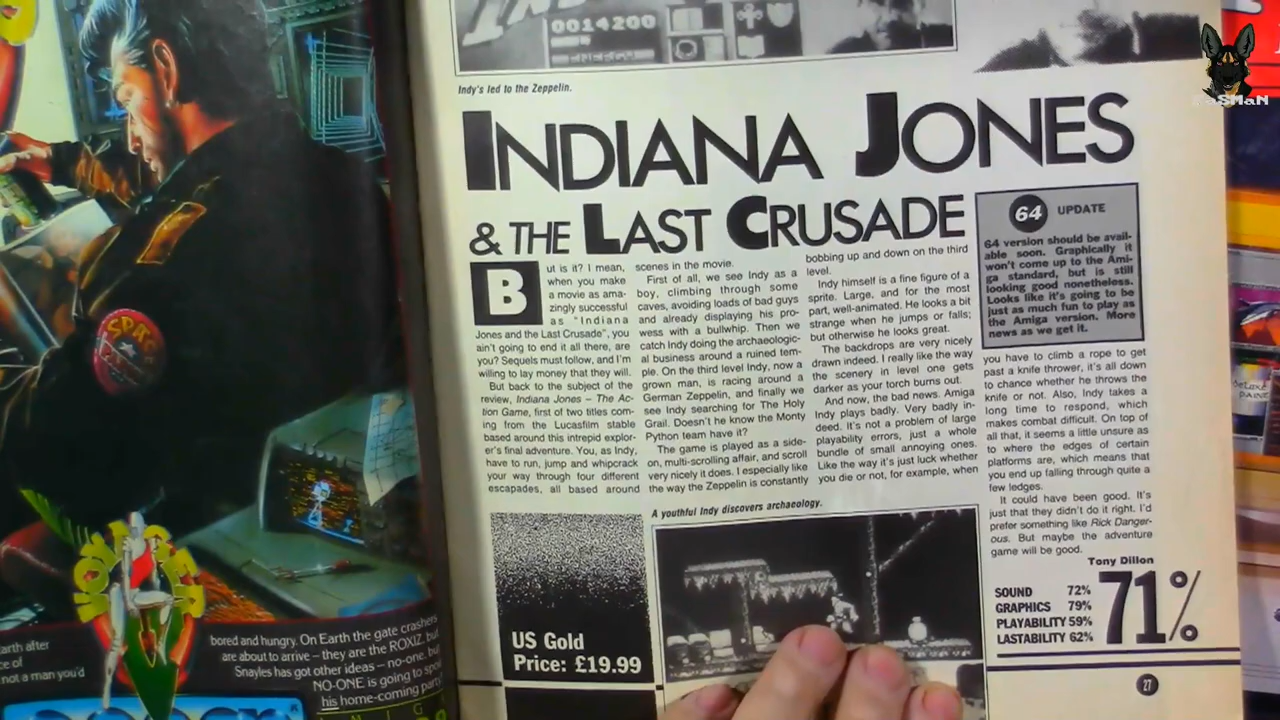 0014200
ENERGY
Indy's led to the Zeppelin.
INDIANA JONES
& THE LAST CRUSADE
But is it? I mean,
when you make
a movie as ama-
zingly successful
as "Indiana
Jones and the Last Crusade", you
ain't going to end it all there, are
you? Sequels must follow, and I'm
willing to lay money that they will.
But back to the subject of the
review, Indiana Jones – The Ac-
tion Game, first of two titles com-
ing from the Lucasfilm stable
based around this intrepid explor-
er's final adventure. You, as Indy,
have to run, jump and whipcrack
your way through four different
escapades, all based around
scenes in the movie.
First of all, we see Indy as a
boy, climbing through some
caves, avoiding loads of bad guys
and already displaying his pro-
wess with a bullwhip. Then we
catch Indy doing the archaeologic-
al business around a ruined tem-
ple. On the third level Indy, now a
grown man, is racing around a
German Zeppelin, and finally we
see Indy searching for The Holy
Grail. Doesn't he know the Monty
Python team have it?
The game is played as a side-
on, multi-scrolling affair, and scroll
very nicely it does. I especially like
the way the Zeppelin is constantly
bobbing up and down on the third
level.
Indy himself is a fine figure of a
sprite. Large, and for the most
part, well-animated. He looks a bit
strange when he jumps or falls;
but otherwise he looks great.
The backdrops are very nicely
drawn indeed. I really like the way
the scenery in level one gets
darker as your torch burns out.
And now, the bad news. Amiga
Indy plays badly. Very badly in-
deed. It's not a problem of large
playability errors, just a whole
bundle of small annoying ones.
Like the way it's just luck whether
you die or not, for example, when
64 UPDATE
64 version should be avail-
able soon. Graphically it
won't come up to the Ami-
ga standard, but is still
looking good nonetheless.
Looks like it's going to be
just as much fun to play as
the Amiga version. More
news as we get it.
you have to climb a rope to get
past a knife thrower, it's all down
to chance whether he throws the
knife or not. Also, Indy takes a
long time to respond, which
makes combat difficult. On top of
all that, it seems a little unsure as
to where the edges of certain
platforms are, which means that
you end up falling through quite a
few ledges.
It could have been good. It's
just that they didn't do it right. I'd
prefer something like Rick Danger-
ous. But maybe the adventure
game will be good.
Tony Dillon
SOUND 72%
GRAPHICS 79%
PLAYABILITY 59%
LASTABILITY 62%
71%
A youthful Indy discovers archaeology.
US Gold
Price: £19.99
27
earth after
ce of
not a man you'd
bored and hungry. On Earth the gate crashers
are about to arrive – they are the ROXIZ, but
Snayles has got other ideas – no-one, but
NO-ONE is going to spoil
his home-coming party